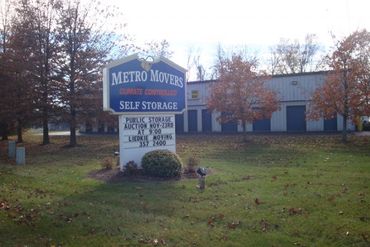 METRO MOVERS
CLIMATE CONTROLLED
SELF STORAGE
PUBLIC STORAGE
AUCTION NOV 23RD
AT 9:00
LIEDKIE MOVING
357 2400